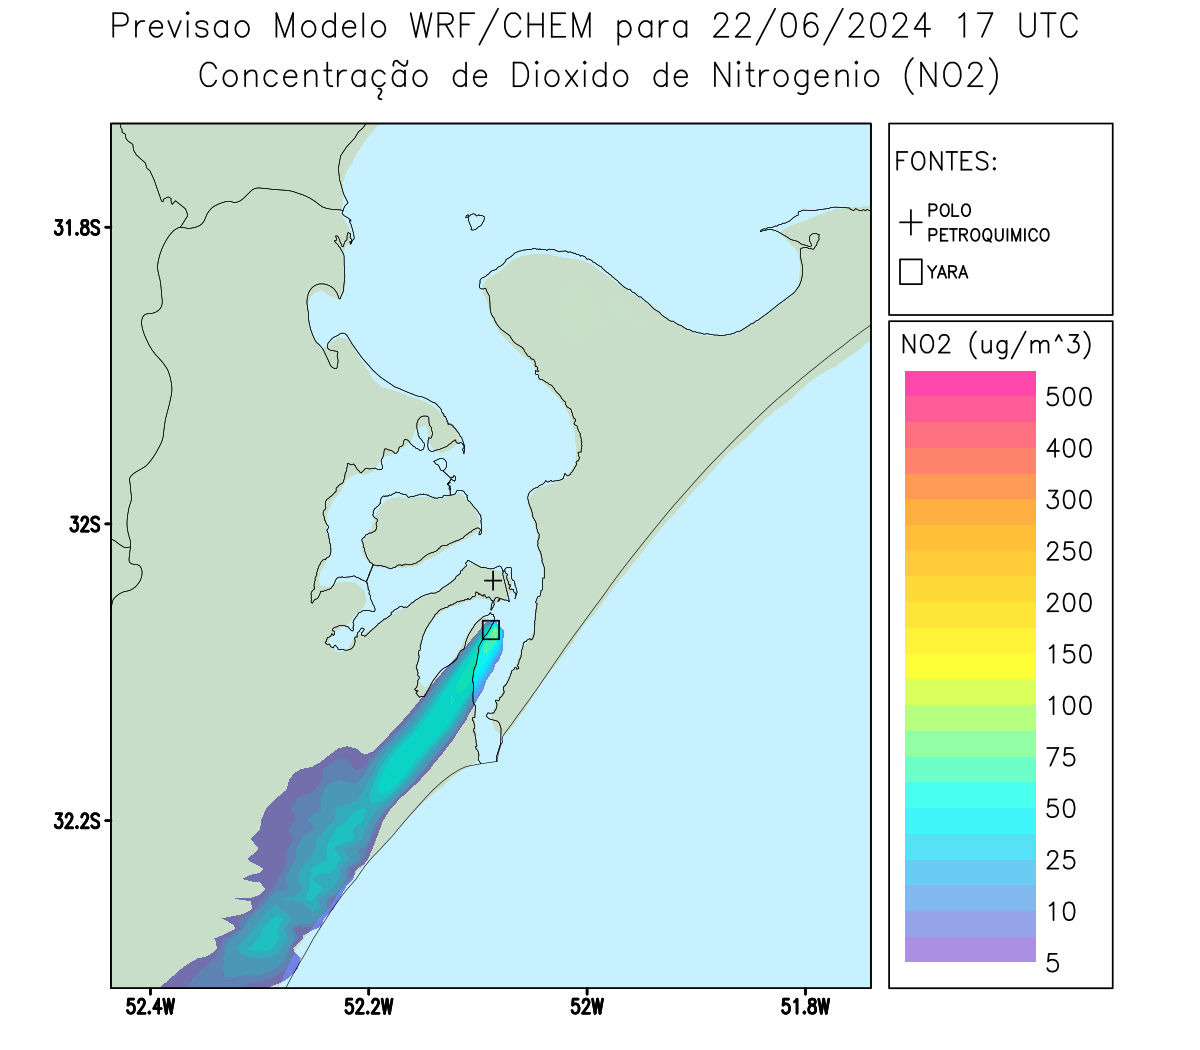 Previsao Modelo WRF/CHEM para 22/06/2024 17 UTC
Concentração de Dioxido de Nitrogenio (NO2)
FONTES:
POLO
PETROQUIMICO
YARA
NO2 (ug/m^3)
500
400
300
250
200
150
100
75
50
25
10
5
31.8S
32S
32.2S
52.4W
52.2W
52W
51.8W